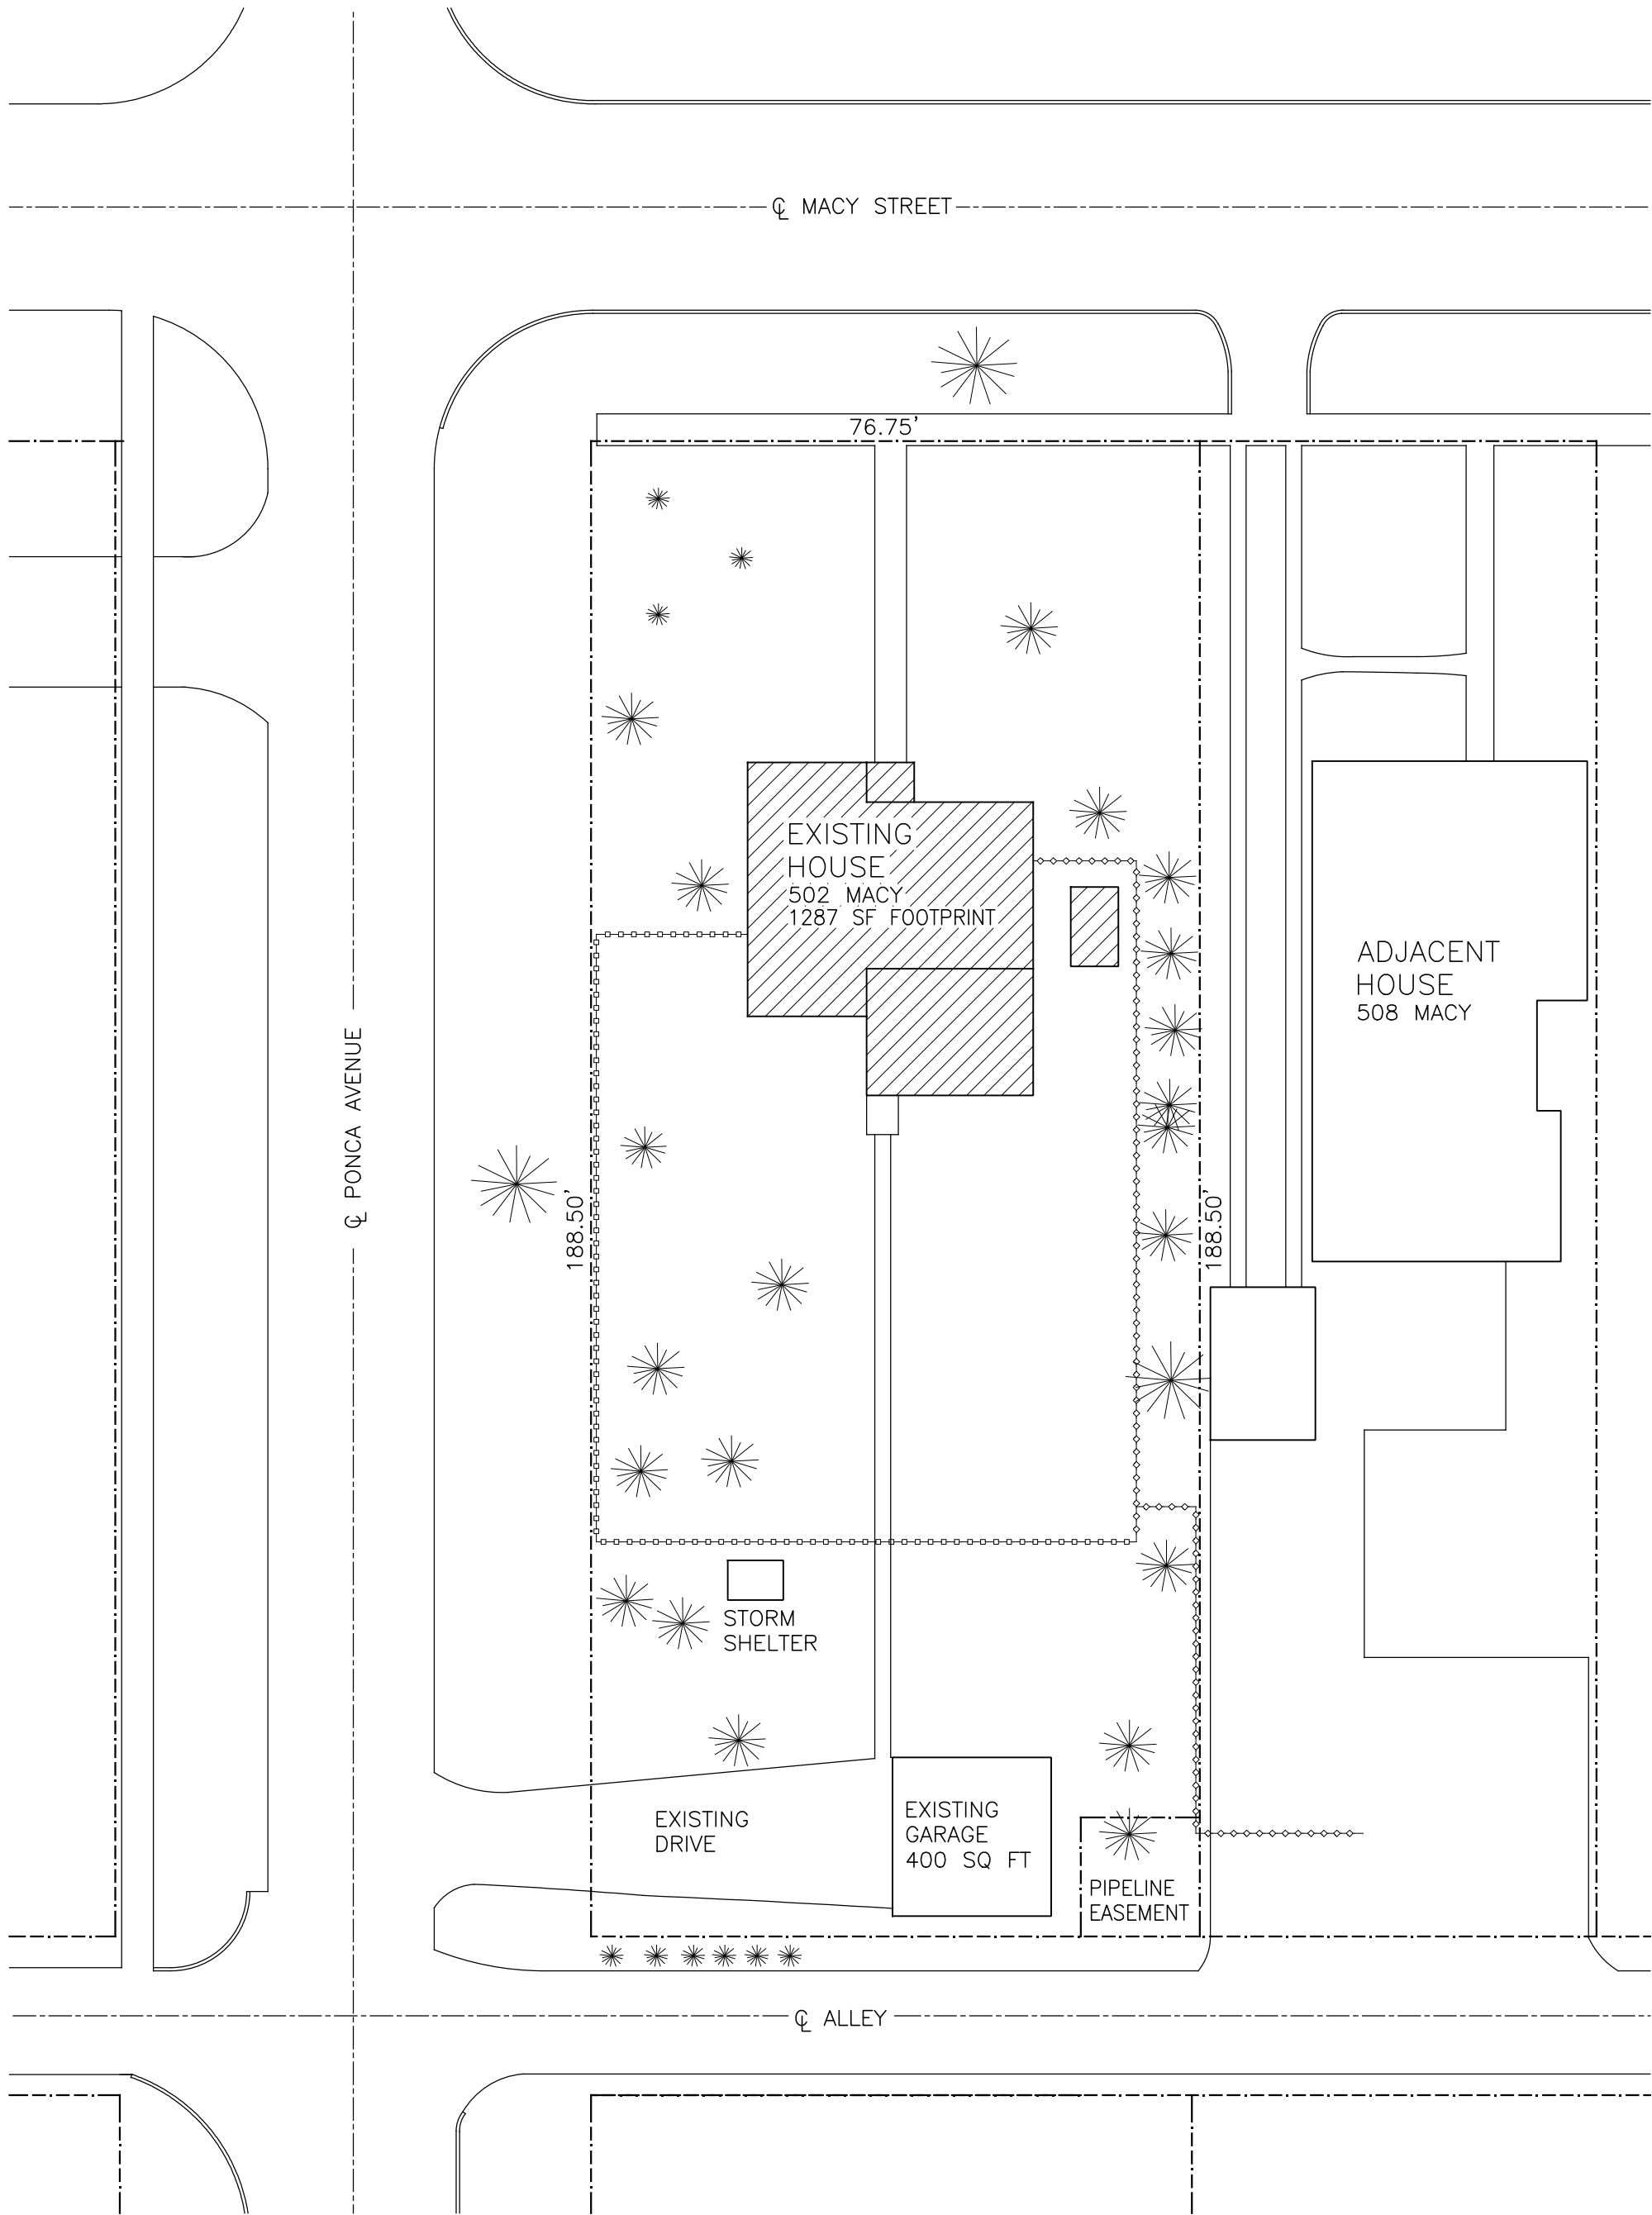 ℄ MACY STREET
76.75'
EXISTING
HOUSE
502 MACY
1287 SF FOOTPRINT
ADJACENT
HOUSE
508 MACY
℄ PONCA AVENUE
188.50'
188.50'
STORM
SHELTER
EXISTING
DRIVE
EXISTING
GARAGE
400 SQ FT
PIPELINE
EASEMENT
℄ ALLEY